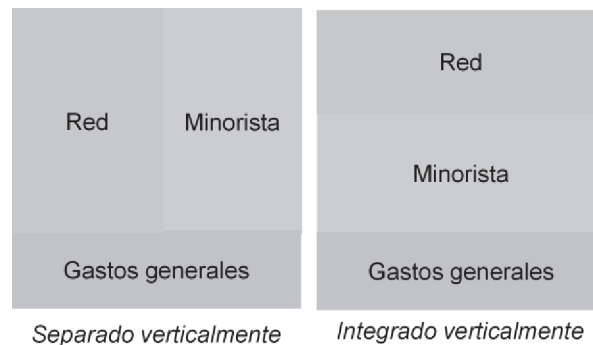 Red
Minorista
Gastos generales
Separado verticalmente
Red
Minorista
Gastos generales
Integrado verticalmente